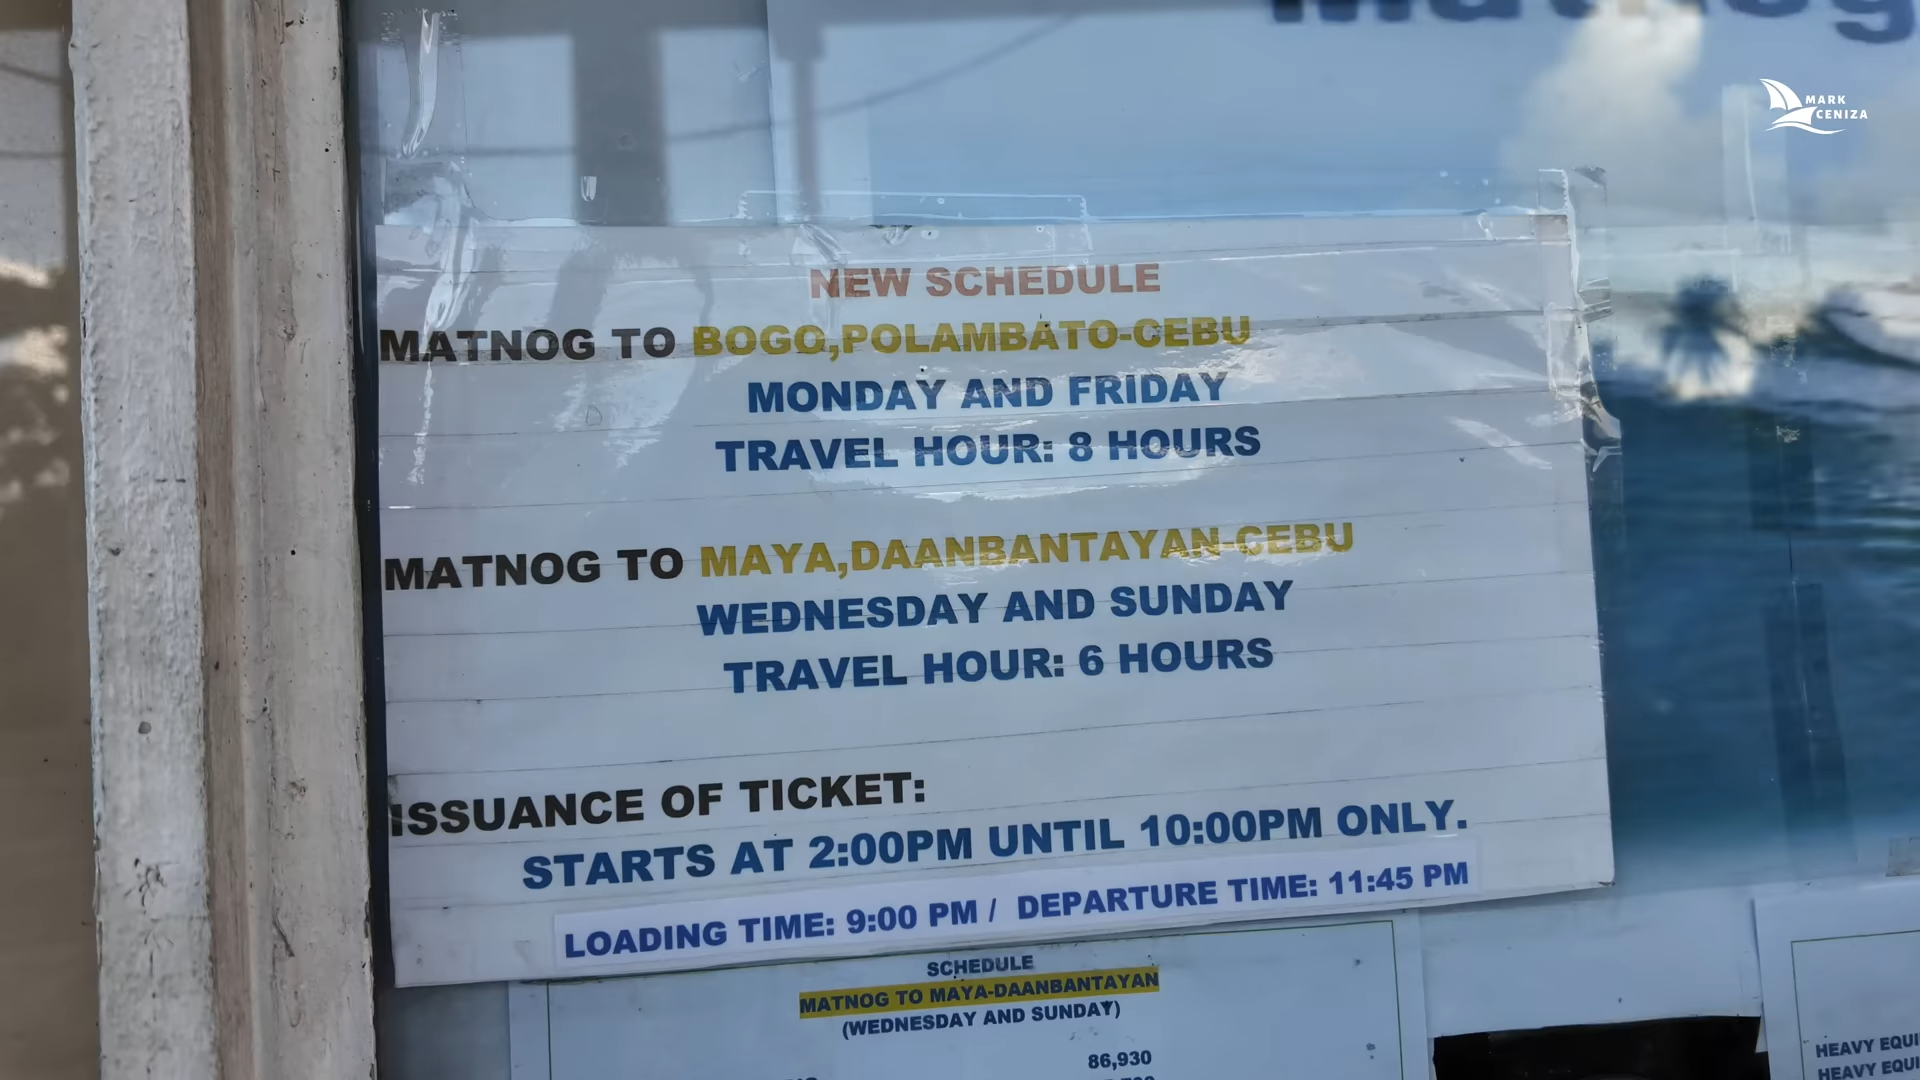 Matnog
MARK
CENIZA
NEW SCHEDULE
MATNOG TO BOGO,POLAMBATO-CEBU
MONDAY AND FRIDAY
TRAVEL HOUR: 8 HOURS
MATNOG TO MAYA,DAANBANTAYAN-CEBU
WEDNESDAY AND SUNDAY
TRAVEL HOUR: 6 HOURS
ISSUANCE OF TICKET:
STARTS AT 2:00PM UNTIL 10:00PM ONLY.
LOADING TIME: 9:00 PM / DEPARTURE TIME: 11:45 PM
SCHEDULE
MATNOG TO MAYA-DAANBANTAYAN
(WEDNESDAY AND SUNDAY)
86,930
HEAVY EQUI
HEAVY EQUI